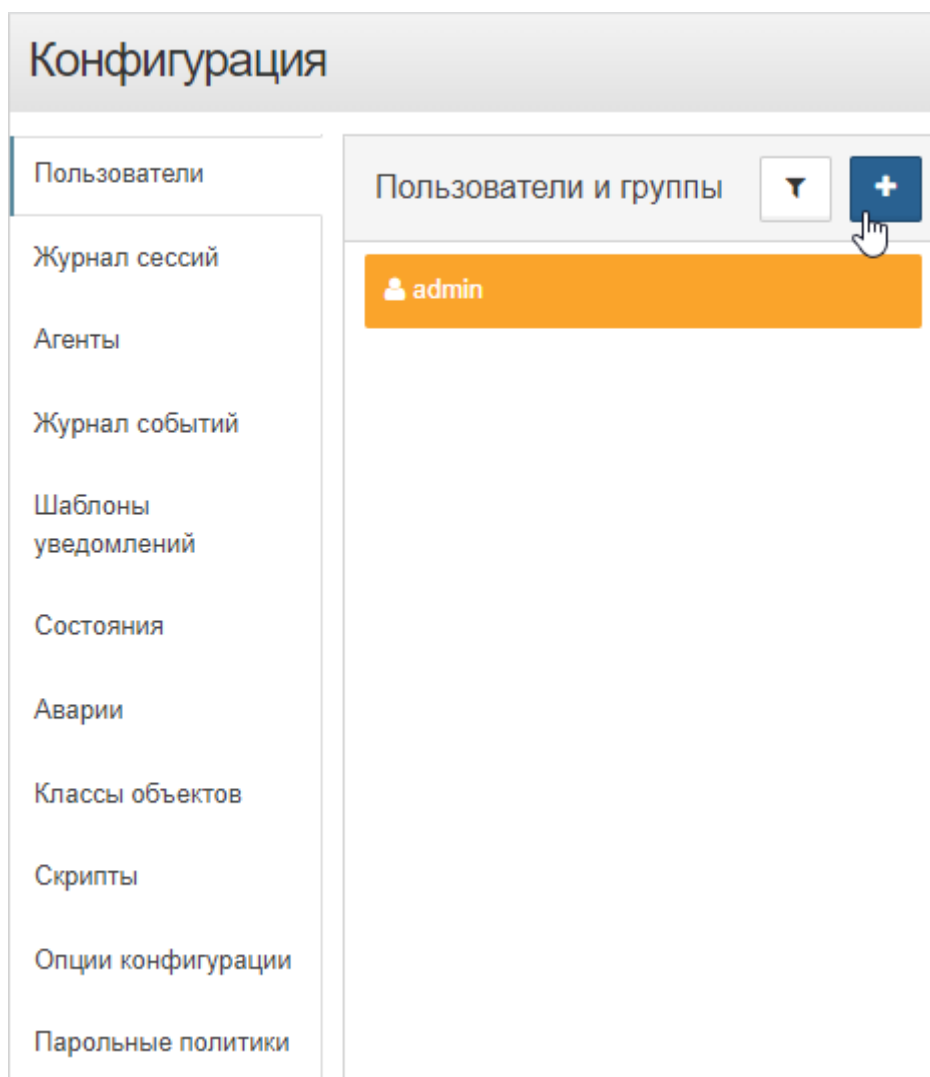 Конфигурация
Пользователи
Журнал сессий
Агенты
Журнал событий
Шаблоны
уведомлений
Состояния
Аварии
Классы объектов
Скрипты
Опции конфигурации
Парольные политики
Пользователи и группы
admin